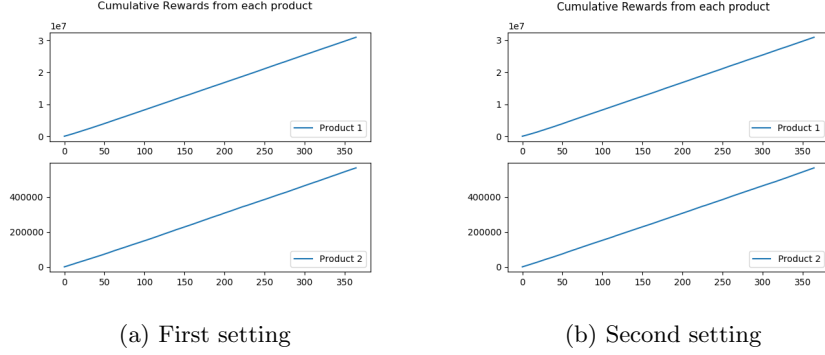 Cumulative Rewards from each product
1e7
3
2
1
0
Product 1
0 50 100 150 200 250 300 350
400000
200000
0
Product 2
0 50 100 150 200 250 300 350
(a) First setting
Cumulative Rewards from each product
1e7
3
2
1
0
Product 1
0 50 100 150 200 250 300 350
400000
200000
0
Product 2
0 50 100 150 200 250 300 350
(b) Second setting